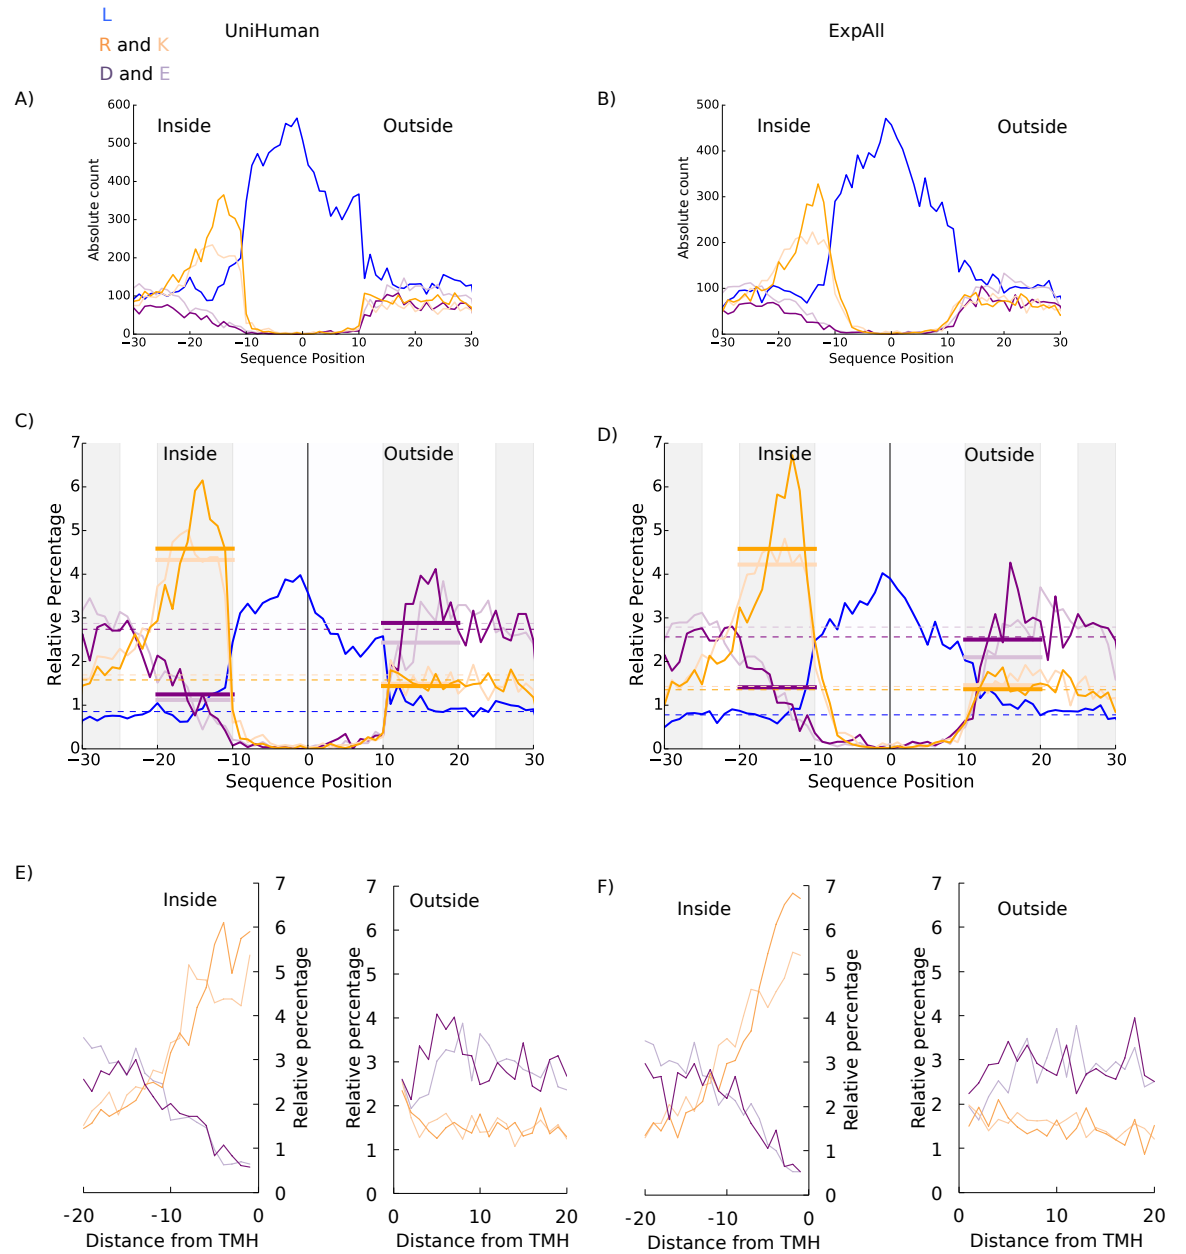 L
R and K
D and E
UniHuman
ExpAll
A)
Inside
Outside
Absolute count
600
500
400
300
200
100
0
−30
−20
−10
0
10
20
30
Sequence Position
B)
Inside
Outside
Absolute count
500
400
300
200
100
0
−30
−20
−10
0
10
20
30
Sequence Position
C)
Inside
Outside
Relative Percentage
7
6
5
4
3
2
1
0
−30
−20
−10
0
10
20
30
Sequence Position
D)
Inside
Outside
Relative Percentage
7
6
5
4
3
2
1
0
−30
−20
−10
0
10
20
30
Sequence Position
E)
Inside
7
6
5
4
3
2
1
0
Relative percentage
-20
-10
0
Distance from TMH
Outside
Relative percentage
7
6
5
4
3
2
1
0
0
10
20
Distance from TMH
F)
Inside
7
6
5
4
3
2
1
0
Relative percentage
-20
-10
0
Distance from TMH
Outside
Relative percentage
7
6
5
4
3
2
1
0
0
10
20
Distance from TMH